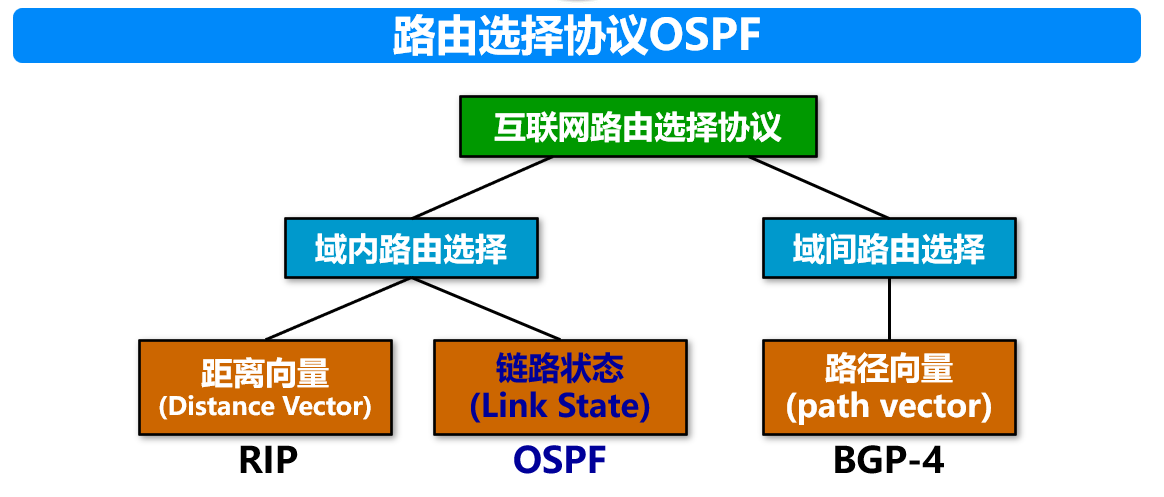 路由选择协议OSPF
互联网路由选择协议
域内路由选择
域间路由选择
距离向量
(Distance Vector)
链路状态
(Link State)
路径向量
(path vector)
RIP
OSPF
BGP-4